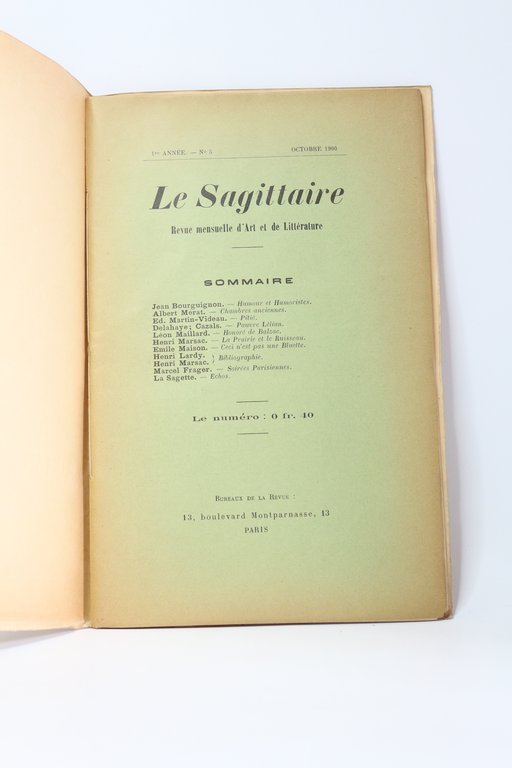 1re ANNÉE. — No 5 OCTOBRE 1900
Le Sagittaire
Revue mensuelle d'Art et de Littérature
SOMMAIRE
Jean Bourguignon. — Humour et Humoristes.
Albert Mérat. — Chambres anciennes.
Ed. Martin-Videau. — Pitié.
Delahaye; Cazals. — Pauvre Lélian.
Léon Maillard. — Honoré de Balzac.
Henri Marsac. — La Prairie et le Ruisseau.
Emile Maison. — Ceci n'est pas une Bluette.
Henri Lardy. } Bibliographie.
Henri Marsac.
Marcel Frager. — Soirées Parisiennes.
La Sagette. — Echos.
Le numéro : 0 fr. 40
Bureaux de la Revue :
13, boulevard Montparnasse, 13
PARIS